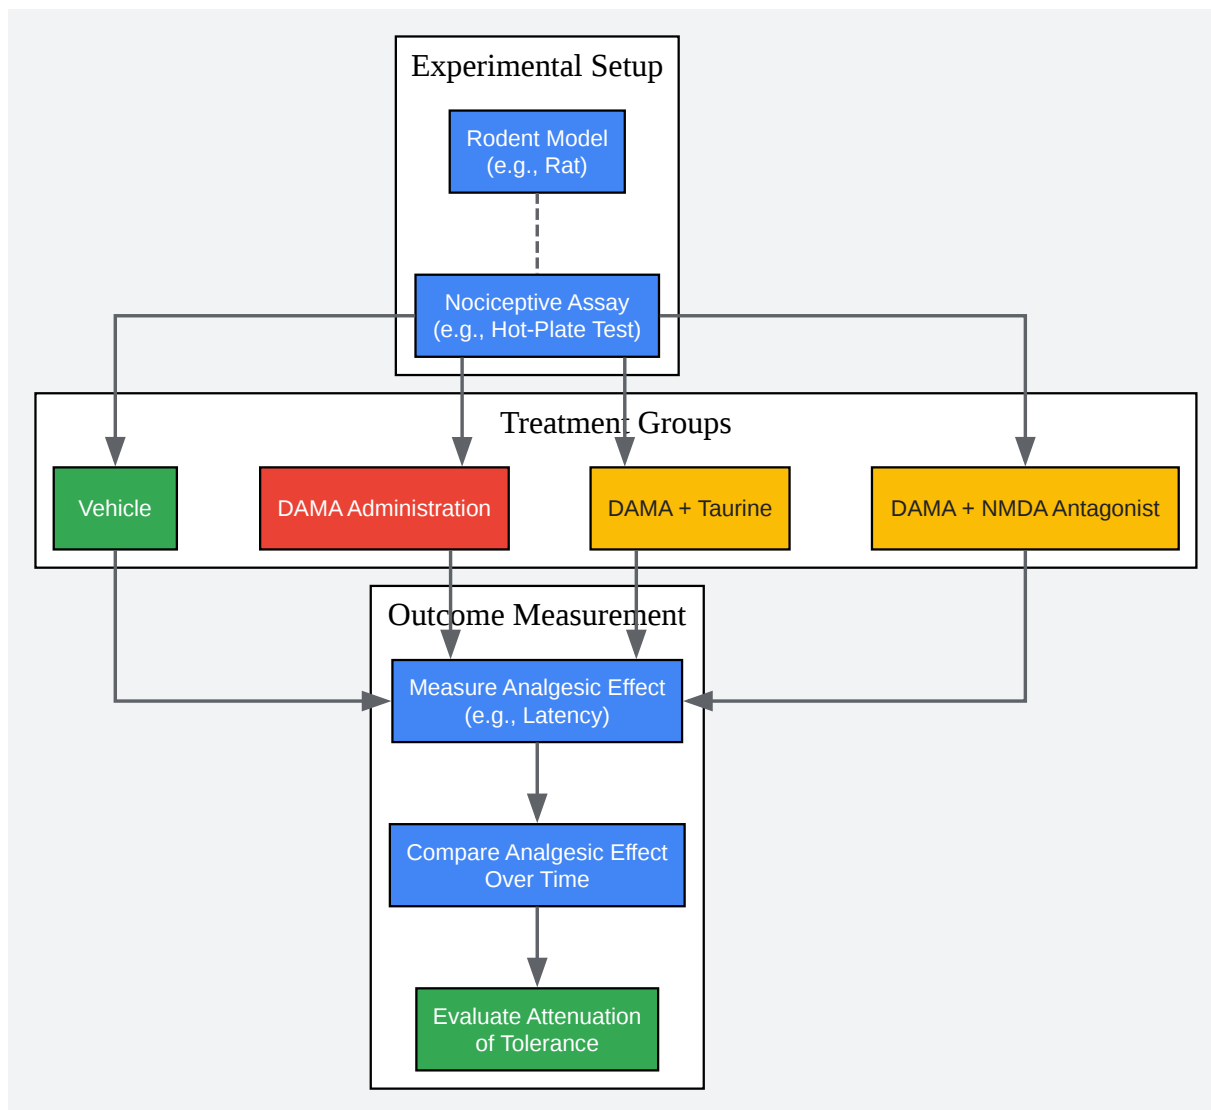 Experimental Setup
Rodent Model
(e.g., Rat)
Nociceptive Assay
(e.g., Hot-Plate Test)
Treatment Groups
Vehicle
DAMA Administration
DAMA + Taurine
DAMA + NMDA Antagonist
Outcome Measurement
Measure Analgesic Effect
(e.g., Latency)
Compare Analgesic Effect
Over Time
Evaluate Attenuation
of Tolerance